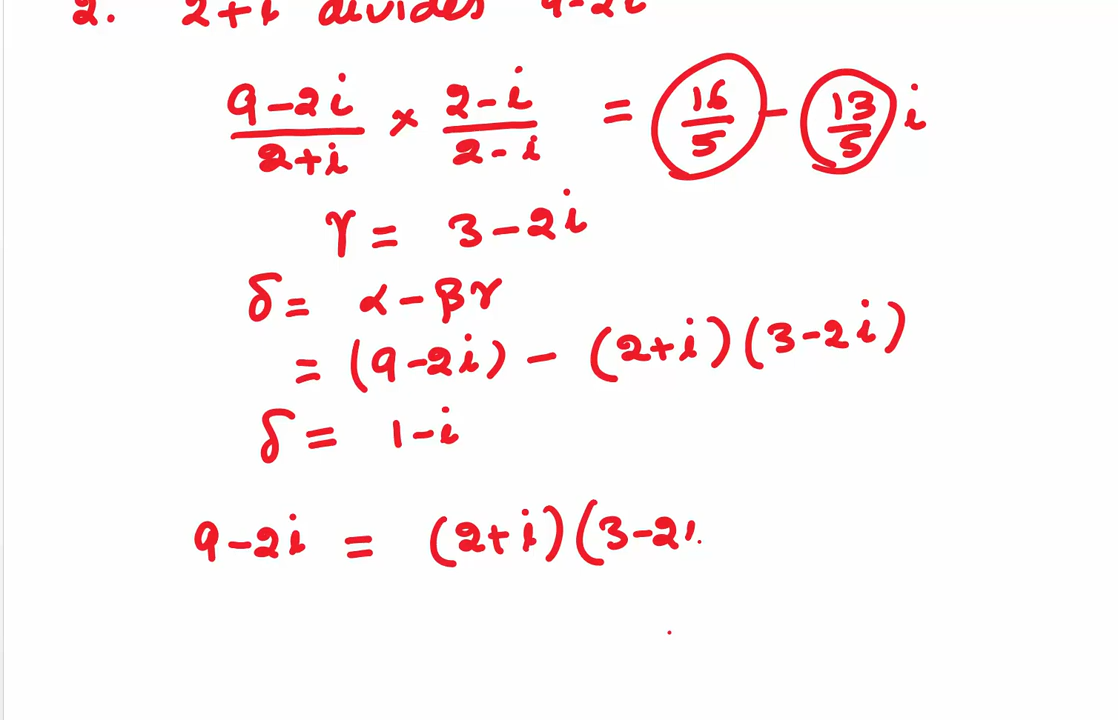 2. 2+i divides 9-2i
9-2i/2+i × 2-i/2-i = 16/5 - 13/5 i
γ = 3-2i
δ = α - βγ
= (9-2i) - (2+i)(3-2i)
δ = 1-i
9-2i = (2+i)(3-2i